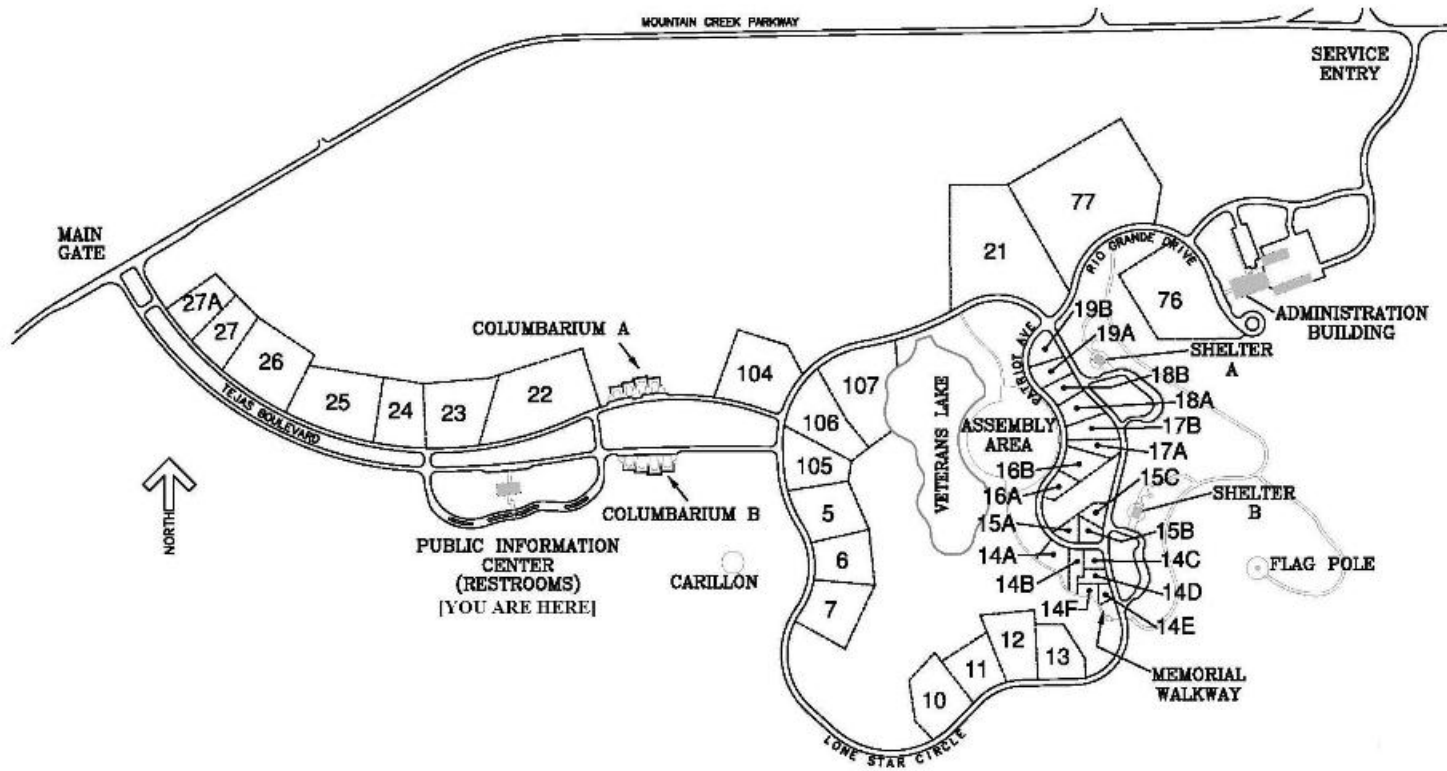 MOUNTAIN CREEK PARKWAY
SERVICE
ENTRY
MAIN
GATE
77
21
RIO GRANDE DRIVE
76
ADMINISTRATION
BUILDING
27A
27
26
25
24
23
22
TEJAS BOULEVARD
COLUMBARIUM A
COLUMBARIUM B
104
107
106
105
5
6
7
VETERANS LAKE
ASSEMBLY
AREA
PATRIOT AVE
19B
19A
SHELTER
A
18B
18A
17B
17A
16B
16A
15C
SHELTER
B
15A
15B
14A
14B
14C
14D
14F
14E
FLAG POLE
MEMORIAL
WALKWAY
NORTH
PUBLIC INFORMATION
CENTER
(RESTROOMS)
[YOU ARE HERE]
CARILLON
12
13
11
10
LONE STAR CIRCLE